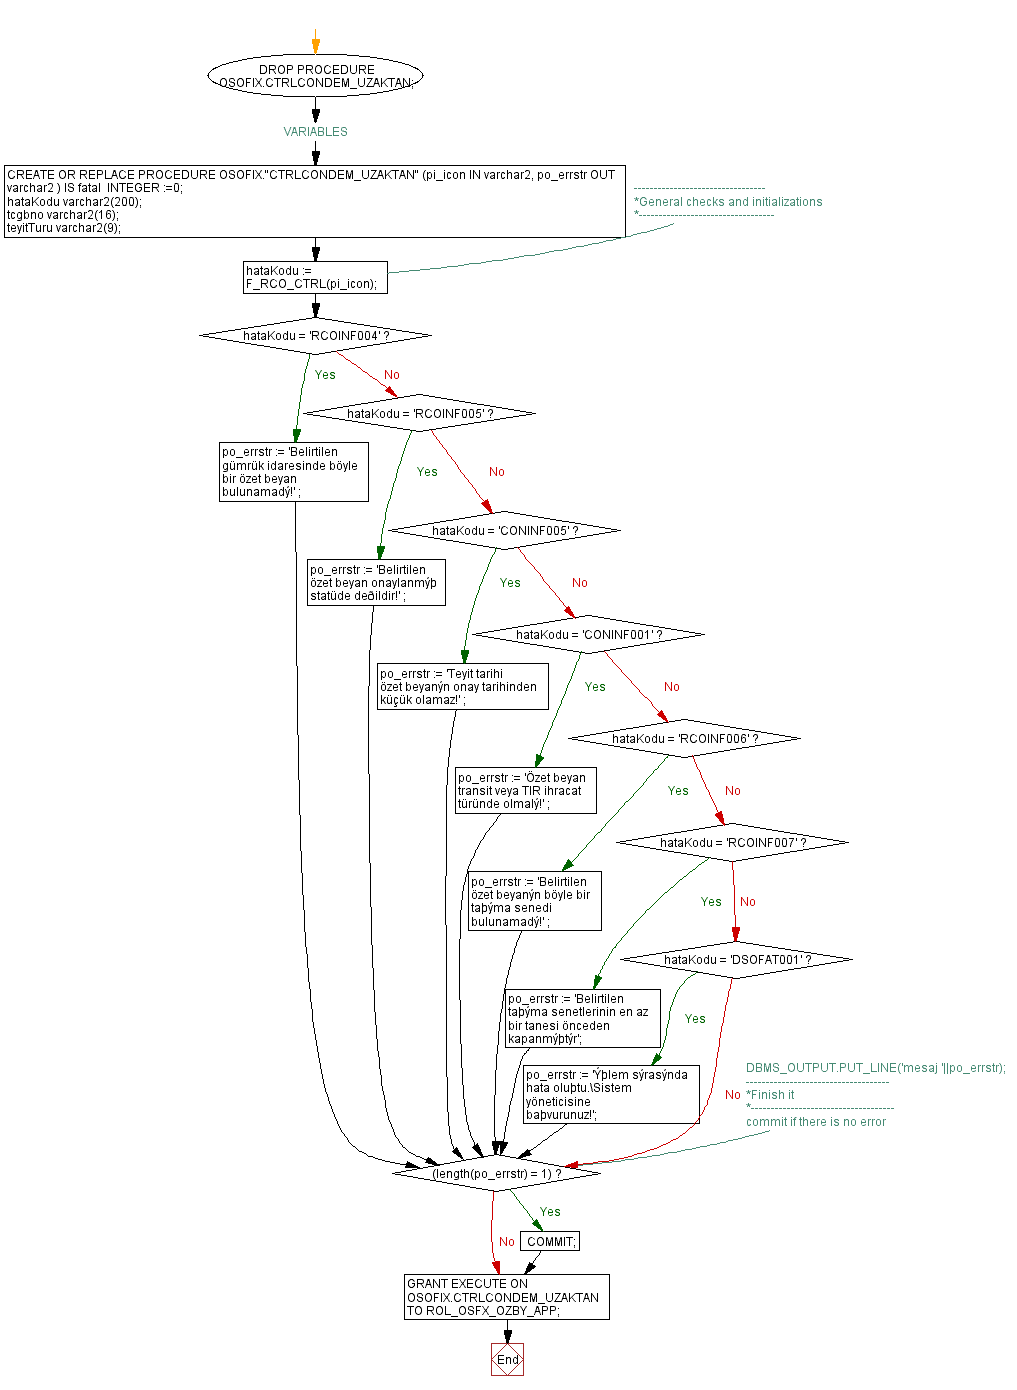 DROP PROCEDURE
OSOFIX.CTRLCONDEM_UZAKTAN;
VARIABLES
CREATE OR REPLACE PROCEDURE OSOFIX."CTRLCONDEM_UZAKTAN" (pi_icon IN varchar2, po_errstr OUT
varchar2 ) IS fatal  INTEGER :=0;
hataKodu varchar2(200);
tcgbno varchar2(16);
teyitTuru varchar2(9);
---------------------------------
*General checks and initializations
*----------------------------------
hataKodu :=
F_RCO_CTRL(pi_icon);
hataKodu = 'RCOINF004' ?
Yes
No
hataKodu = 'RCOINF005' ?
po_errstr := 'Belirtilen
gümrük idaresinde böyle
bir özet beyan
bulunamadý!' ;
Yes
No
hataKodu = 'CONINF005' ?
po_errstr := 'Belirtilen
özet beyan onaylanmýþ
statüde deðildir!' ;
Yes
No
hataKodu = 'CONINF001' ?
po_errstr := 'Teyit tarihi
özet beyanýn onay tarihinden
küçük olamaz!' ;
Yes
No
hataKodu = 'RCOINF006' ?
po_errstr := 'Özet beyan
transit veya TIR ihracat
türünde olmalý!' ;
Yes
No
hataKodu = 'RCOINF007' ?
po_errstr := 'Belirtilen
özet beyanýn böyle bir
taþýma senedi
bulunamadý!' ;
Yes
No
hataKodu = 'DSOFAT001' ?
po_errstr := 'Belirtilen
taþýma senetlerinin en az
bir tanesi önceden
kapanmýþtýr';
Yes
po_errstr := 'Ýþlem sýrasýnda
hata oluþtu.\Sistem
yöneticisine
baþvurunuz!';
No
DBMS_OUTPUT.PUT_LINE('mesaj '||po_errstr);
------------------------------------
*Finish it
*------------------------------------
commit if there is no error
(length(po_errstr) = 1) ?
Yes
No
COMMIT;
GRANT EXECUTE ON
OSOFIX.CTRLCONDEM_UZAKTAN
TO ROL_OSFX_OZBY_APP;
End